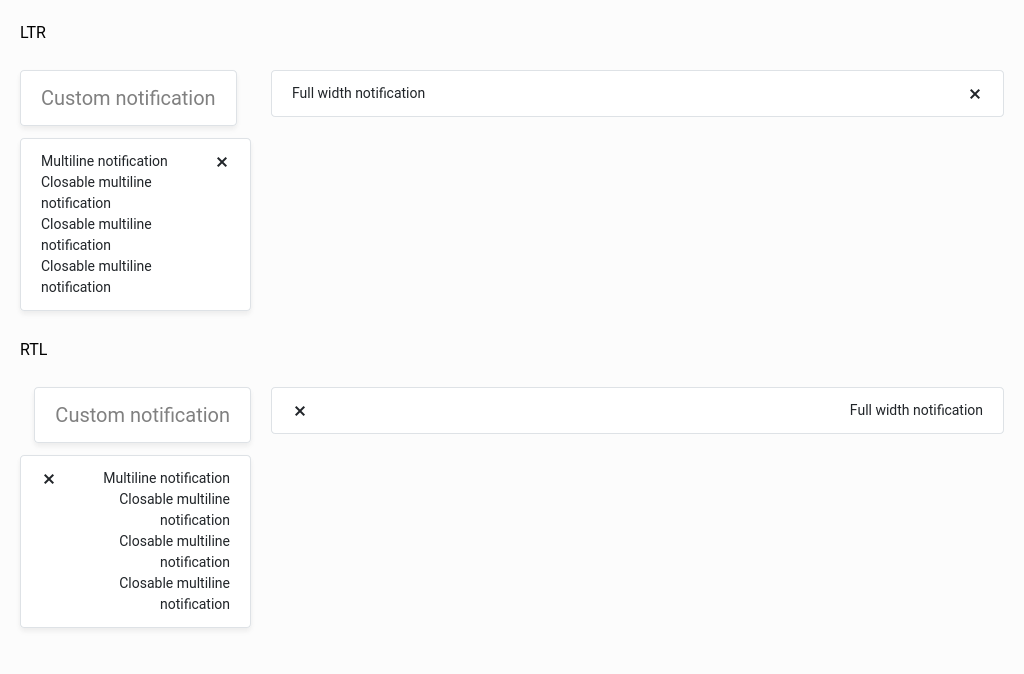 LTR
Custom notification
Full width notification
Multiline notification
Closable multiline
notification
Closable multiline
notification
Closable multiline
notification
RTL
Custom notification
Full width notification
Multiline notification
Closable multiline
notification
Closable multiline
notification
Closable multiline
notification